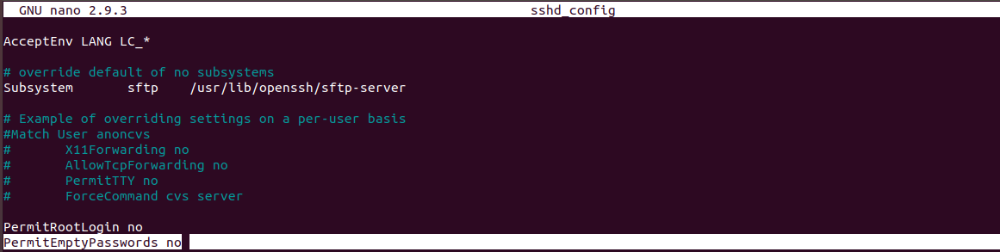 GNU nano 2.9.3 sshd_config
AcceptEnv LANG LC_*
# override default of no subsystems
Subsystem sftp /usr/lib/openssh/sftp-server
# Example of overriding settings on a per-user basis
#Match User anoncvs
# X11Forwarding no
# AllowTcpForwarding no
# PermitTTY no
# ForceCommand cvs server
PermitRootLogin no
PermitEmptyPasswords no